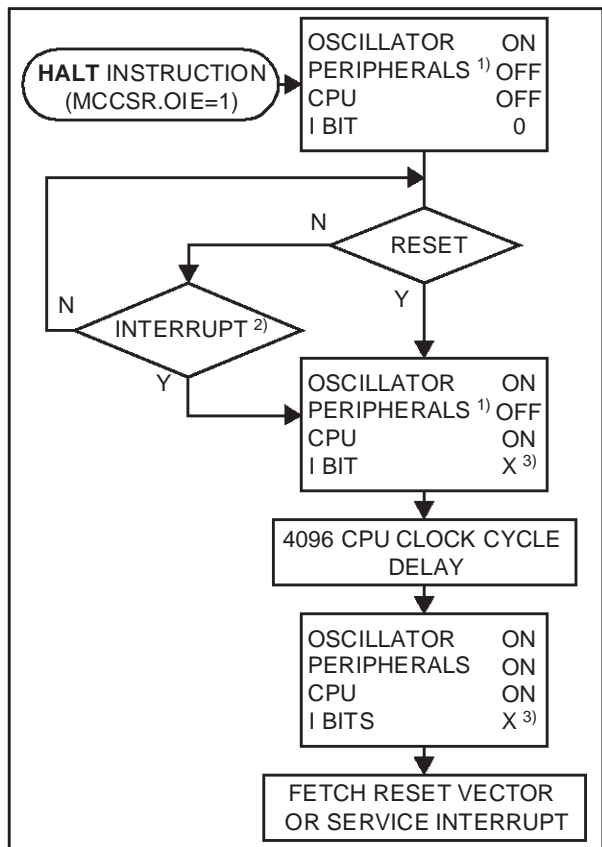 HALT INSTRUCTION
(MCCSR.OIE=1)
OSCILLATOR ON
PERIPHERALS 1) OFF
CPU OFF
I BIT 0
N
RESET
Y
N
INTERRUPT 2)
Y
OSCILLATOR ON
PERIPHERALS 1) OFF
CPU ON
I BIT X 3)
4096 CPU CLOCK CYCLE
DELAY
OSCILLATOR ON
PERIPHERALS ON
CPU ON
I BITS X 3)
FETCH RESET VECTOR
OR SERVICE INTERRUPT